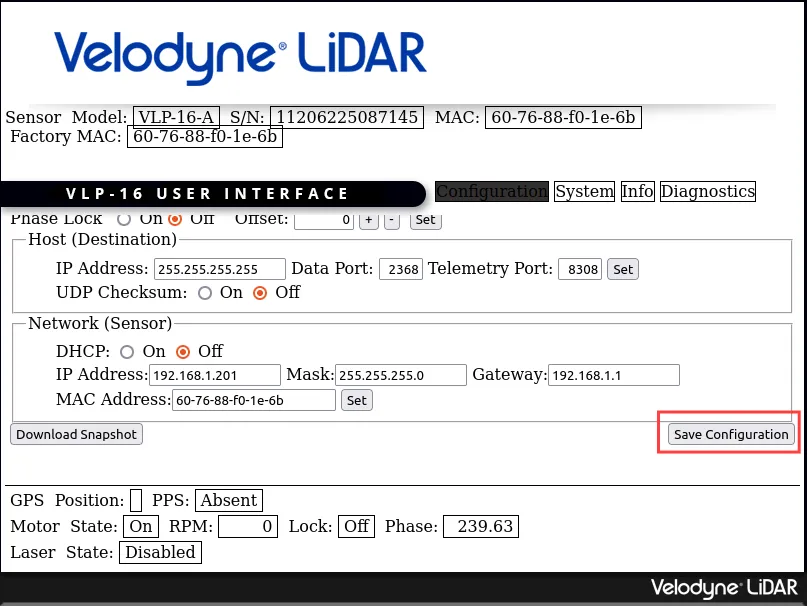 Velodyne® LiDAR
Sensor Model: VLP-16-A S/N: 11206225087145 MAC: 60-76-88-f0-1e-6b
Factory MAC: 60-76-88-f0-1e-6b
VLP-16 USER INTERFACE Configuration System Info Diagnostics
Phase Lock On Off Offset: 0 + - Set
Host (Destination)
IP Address: 255.255.255.255 Data Port: 2368 Telemetry Port: 8308 Set
UDP Checksum: On Off
Network (Sensor)
DHCP: On Off
IP Address: 192.168.1.201 Mask: 255.255.255.0 Gateway: 192.168.1.1
MAC Address: 60-76-88-f0-1e-6b Set
Download Snapshot Save Configuration
GPS Position: PPS: Absent
Motor State: On RPM: 0 Lock: Off Phase: 239.63
Laser State: Disabled
Velodyne® LiDAR